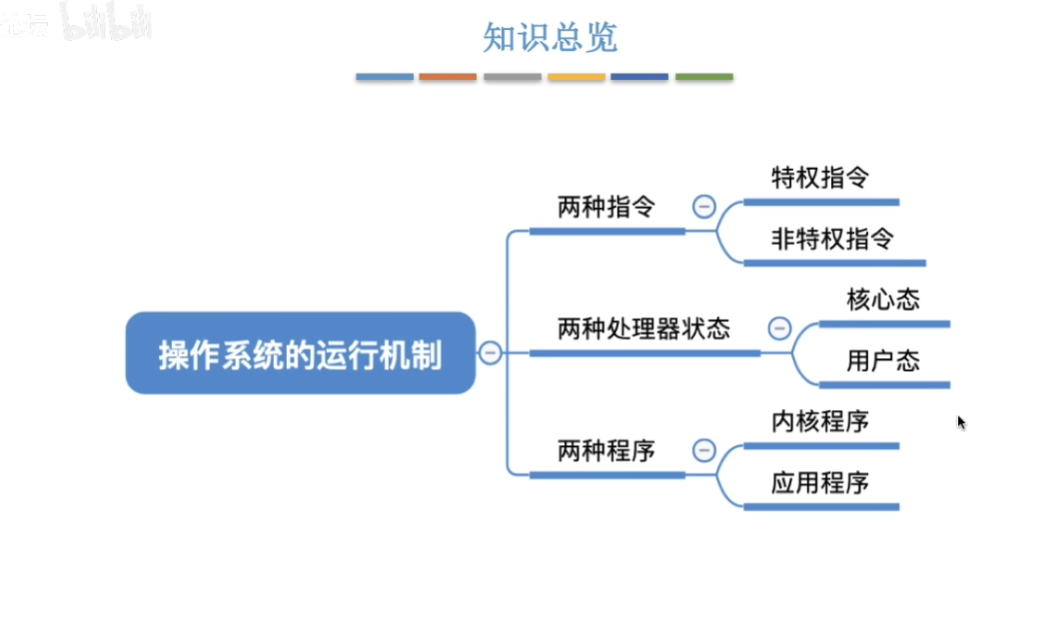 bilibili
知识总览
特权指令
两种指令
非特权指令
核心态
两种处理器状态
操作系统的运行机制
用户态
内核程序
两种程序
应用程序